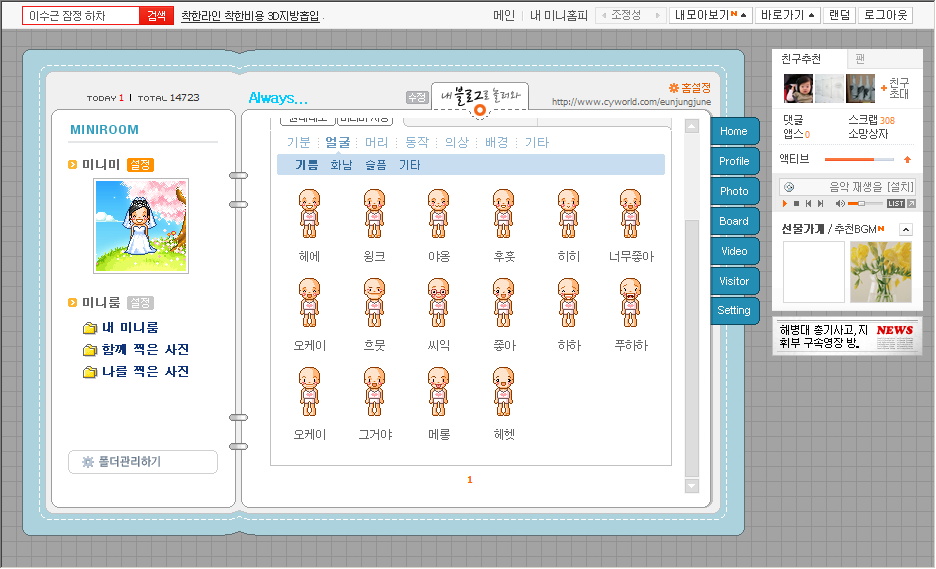 이수근 잠정 하차 검색 착한라인 착한비용 3D지방흡입 .
메인 | 내 미니홈피 조정성 내모아보기N 바로가기 랜덤 로그아웃
TODAY 1 | TOTAL 14723
Always...
수정
내 블로그로 놀러와
홈설정
http://www.cyworld.com/eunjungjune
MINIROOM
미니미 설정
미니룸 설정
내 미니룸
함께 찍은 사진
나를 찍은 사진
폴더관리하기
기분 얼굴 머리 동작 의상 배경 기타
기쁨 화남 슬픔 기타
헤에 윙크 야옹 후훗 히히 너무좋아
오케이 흐뭇 씨익 좋아 하하 푸하하
오케이 그거야 메롱 헤헷
1
Home
Profile
Photo
Board
Video
Visitor
Setting
친구추천 팬
친구
초대
댓글 스크랩 308
앱스 0 소망상자
액티브
음악 재생을 [설치]
LIST
선물가게 / 추천BGM N
해병대 총기사고, 지
휘부 구속영장 방..
NEWS